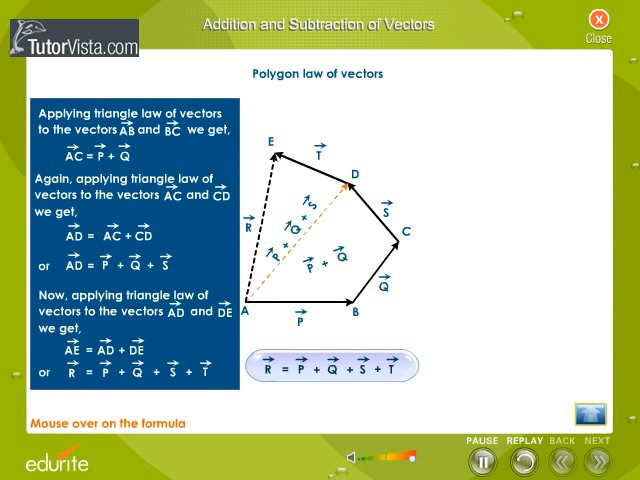 Addition and Subtraction of Vectors
Close
TutorVista.com
Polygon law of vectors
Applying triangle law of vectors
to the vectors AB and BC we get,
AC = P + Q
Again, applying triangle law of
vectors to the vectors AC and CD
we get,
AD = AC + CD
or AD = P + Q + S
Now, applying triangle law of
vectors to the vectors AD and DE
we get,
AE = AD + DE
or R = P + Q + S + T
E
T
D
S
C
R
P + Q + S
P + Q
Q
A
P
B
R = P + Q + S + T
Mouse over on the formula
edurite
PAUSE REPLAY BACK NEXT